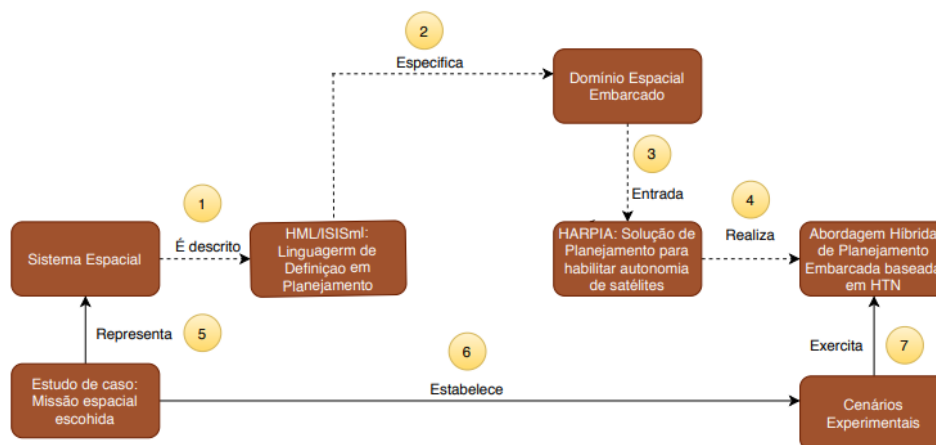 2
Especifica
Domínio Espacial
Embarcado
3
Entrada
1
É descrito
4
Realiza
Sistema Espacial
HML/ISISml:
Linguagerm de
Definiçao em
Planejamento
HARPIA: Solução de
Planejamento para
habilitar autonomia
de satélites
Abordagem Híbrida
de Planejamento
Embarcada baseada
em HTN
Representa
5
6
Estabelece
Exercita
7
Estudo de caso:
Missão espacial
escohida
Cenários
Experimentais